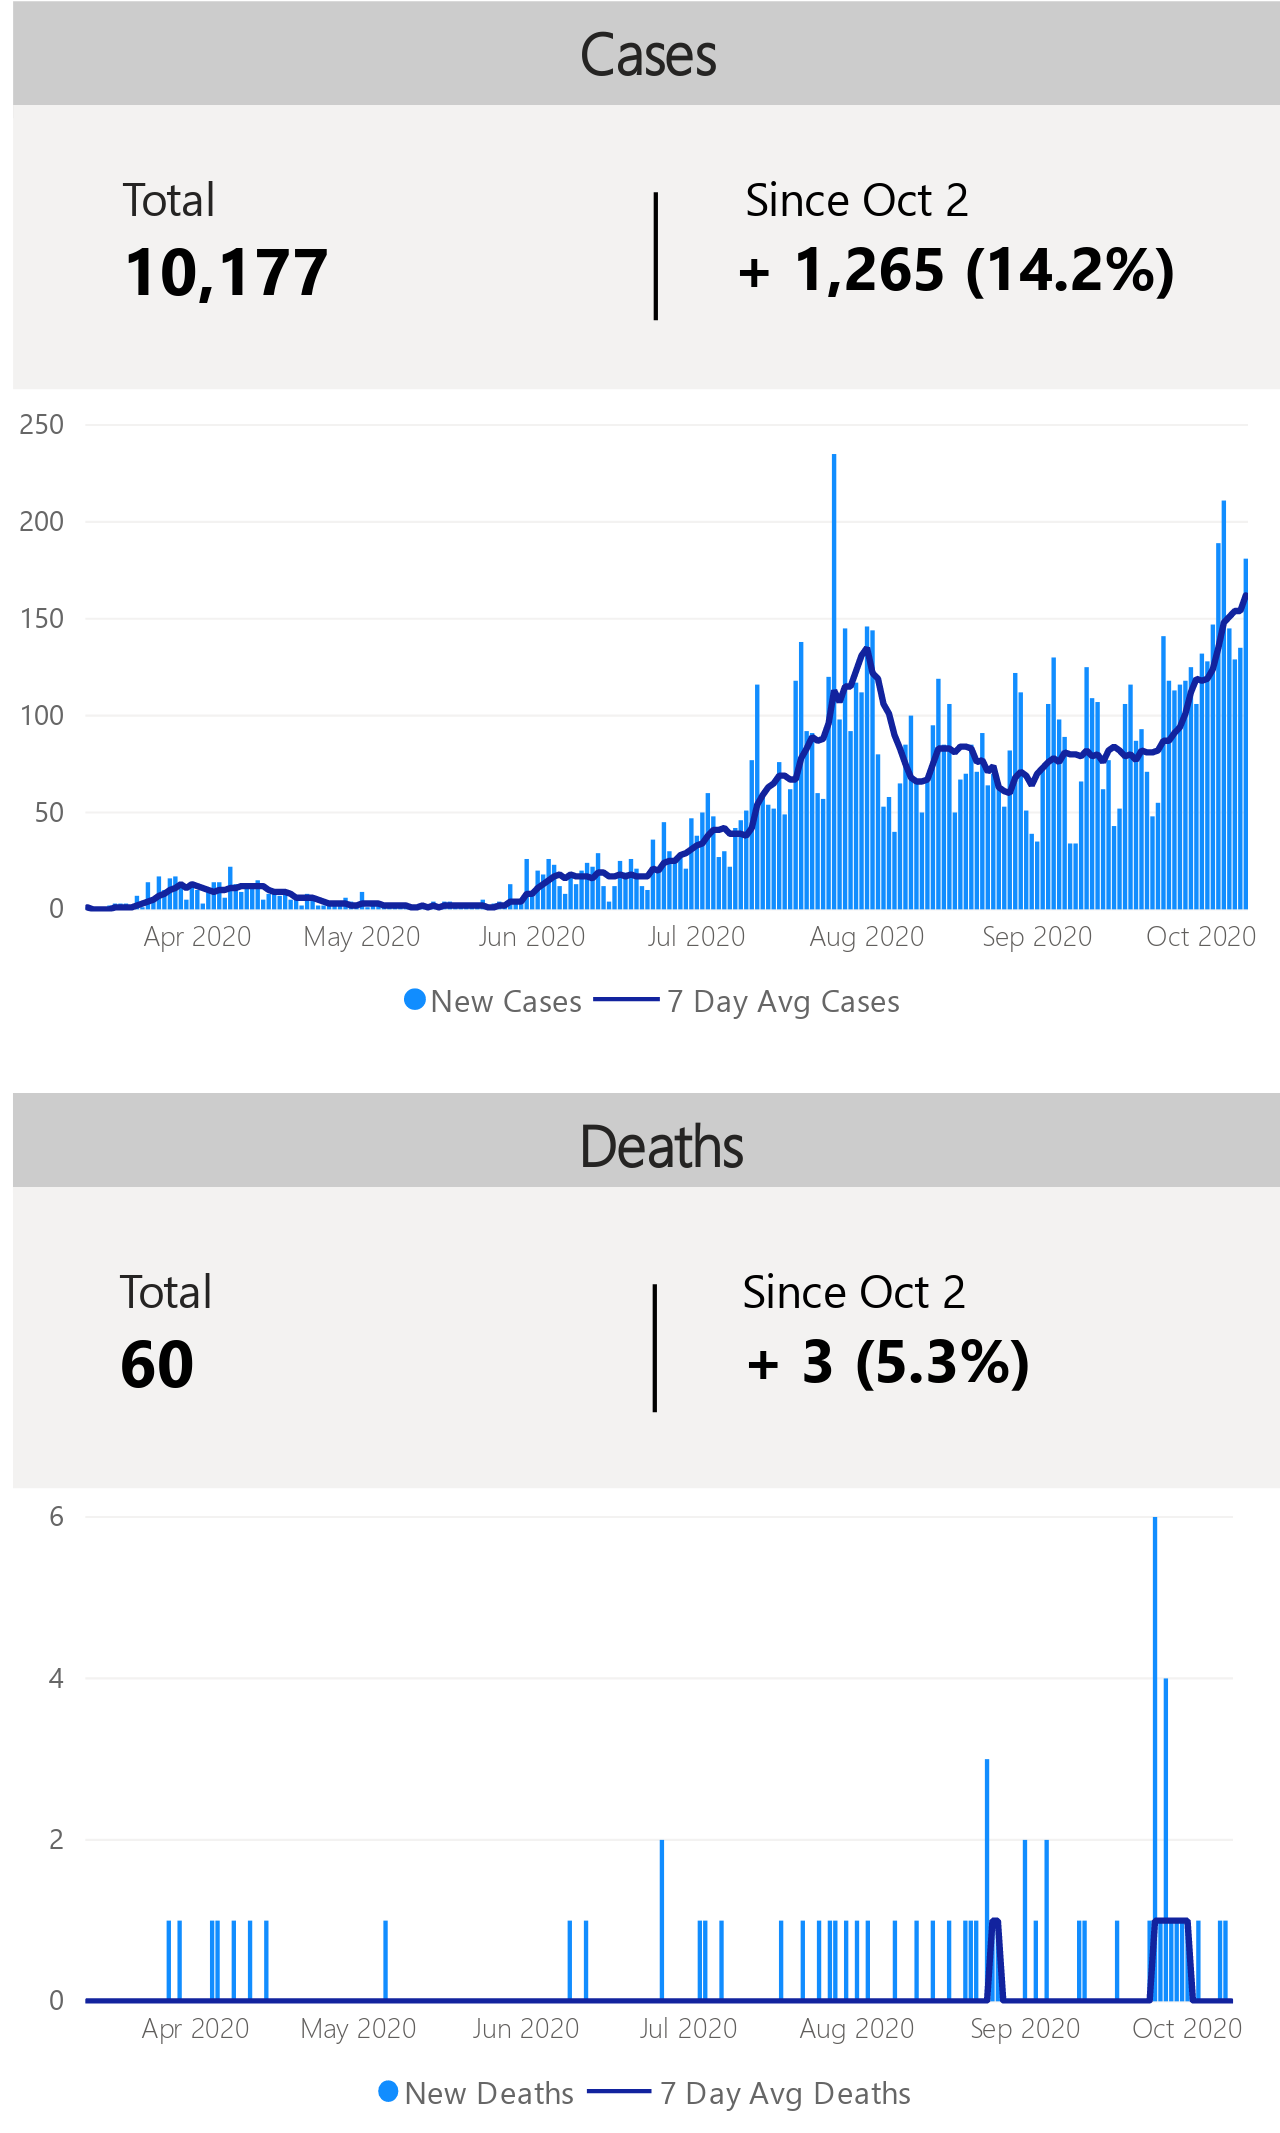 Cases
Total
Since Oct 2
10,177
+ 1,265 (14.2%)
250
200
150
100
50
0
Apr 2020 May 2020 Jun 2020 Jul 2020 Aug 2020 Sep 2020 Oct 2020
New Cases 7 Day Avg Cases
Deaths
Total
Since Oct 2
60
+ 3 (5.3%)
6
4
2
0
Apr 2020 May 2020 Jun 2020 Jul 2020 Aug 2020 Sep 2020 Oct 2020
New Deaths 7 Day Avg Deaths